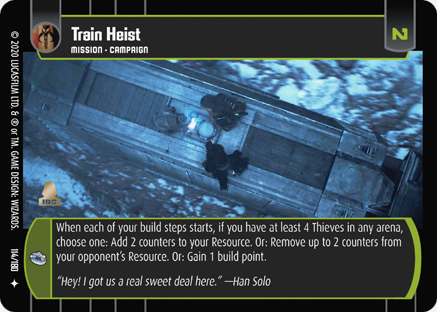 Train Heist
MISSION - CAMPAIGN
N
When each of your build steps starts, if you have at least 4 Thieves in any arena,
choose one: Add 2 counters to your Resource. Or: Remove up to 2 counters from
your opponent's Resource. Or: Gain 1 build point.
"Hey! I got us a real sweet deal here." —Han Solo
© 2020 LUCASFILM LTD. & ® or TM. GAME DESIGN: WIZARDS.